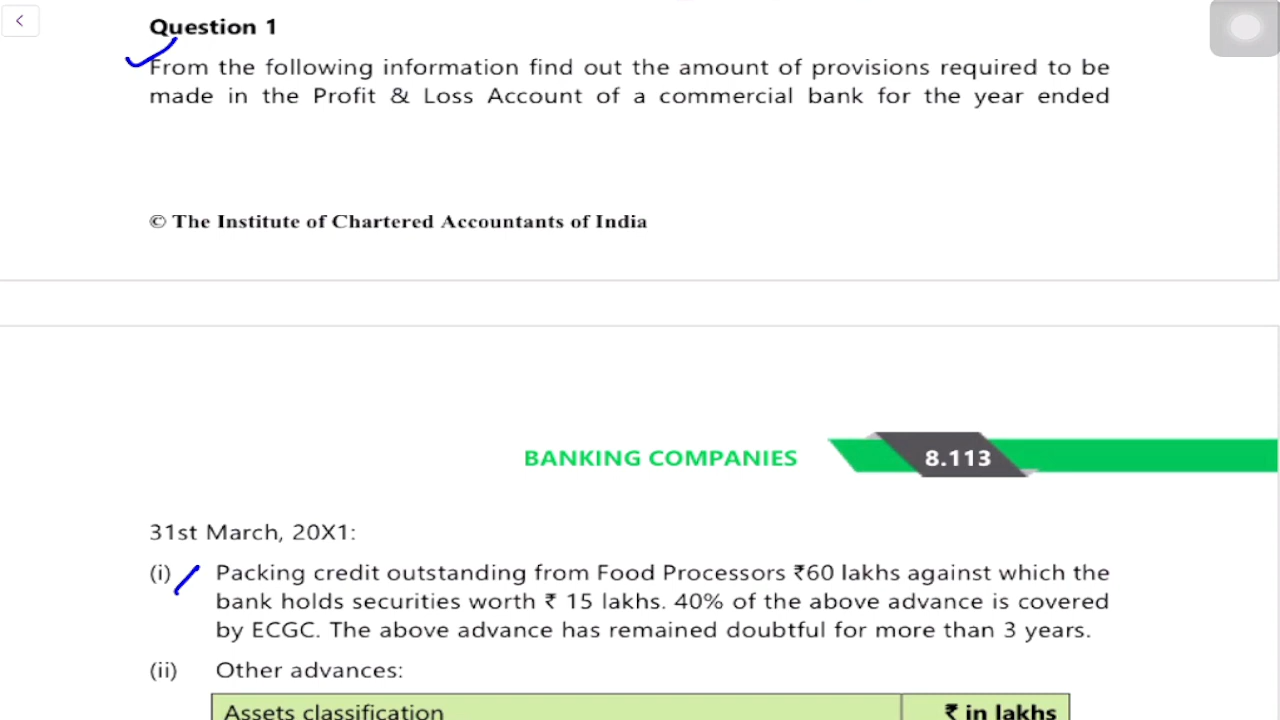 Question 1
From the following information find out the amount of provisions required to be
made in the Profit & Loss Account of a commercial bank for the year ended
© The Institute of Chartered Accountants of India
BANKING COMPANIES 8.113
31st March, 20X1:
(i) Packing credit outstanding from Food Processors ₹60 lakhs against which the
bank holds securities worth ₹ 15 lakhs. 40% of the above advance is covered
by ECGC. The above advance has remained doubtful for more than 3 years.
(ii) Other advances:
Assets classification ₹ in lakhs